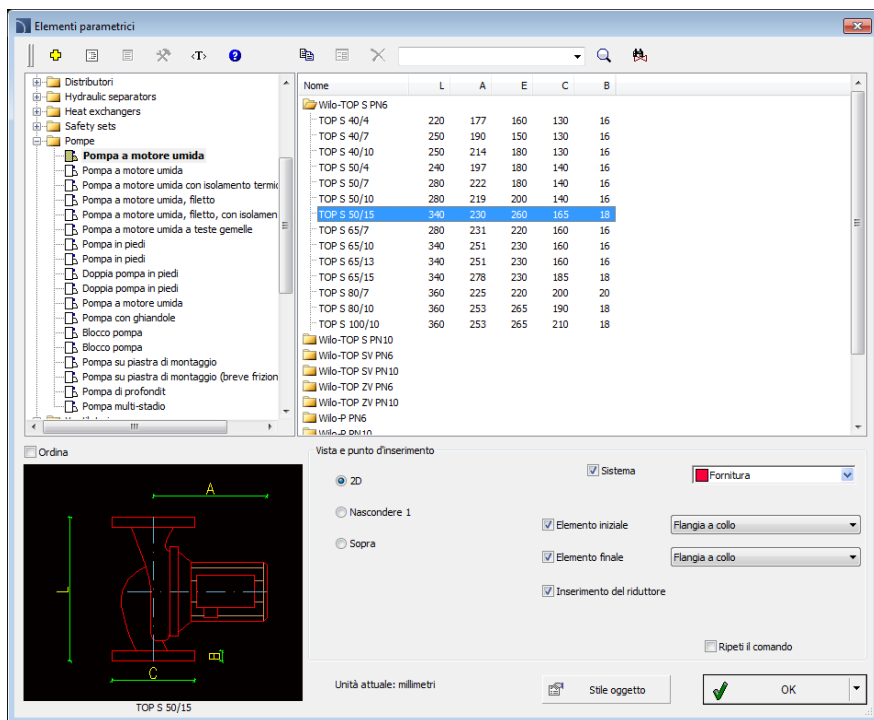 Elementi parametrici
<T> ?
Distributori
Hydraulic separators
Heat exchangers
Safety sets
Pompe
Pompa a motore umida
Pompa a motore umida
Pompa a motore umida con isolamento termic
Pompa a motore umida, filetto
Pompa a motore umida, filetto, con isolamen
Pompa a motore umida a teste gemelle
Pompa in piedi
Pompa in piedi
Doppia pompa in piedi
Doppia pompa in piedi
Pompa a motore umida
Pompa con ghiandole
Blocco pompa
Blocco pompa
Pompa su piastra di montaggio
Pompa su piastra di montaggio (breve frizion
Pompa di profondit
Pompa multi-stadio
Nome L A E C B
Wilo-TOP S PN6
TOP S 40/4 220 177 160 130 16
TOP S 40/7 250 190 150 130 16
TOP S 40/10 250 214 180 130 16
TOP S 50/4 240 197 180 140 16
TOP S 50/7 280 222 180 140 16
TOP S 50/10 280 219 200 140 16
TOP S 50/15 340 230 260 165 18
TOP S 65/7 280 231 220 160 16
TOP S 65/10 340 251 230 160 16
TOP S 65/13 340 251 230 160 16
TOP S 65/15 340 278 230 185 18
TOP S 80/7 360 225 220 200 20
TOP S 80/10 360 253 265 190 18
TOP S 100/10 360 253 265 210 18
Wilo-TOP S PN10
Wilo-TOP SV PN6
Wilo-TOP SV PN10
Wilo-TOP ZV PN6
Wilo-TOP ZV PN10
Wilo-P PN6
Wilo-P PN10
Ordina
A
L
B
C
TOP S 50/15
Vista e punto d'inserimento
2D
Nascondere 1
Sopra
Sistema Fornitura
Elemento iniziale Flangia a collo
Elemento finale Flangia a collo
Inserimento del riduttore
Ripeti il comando
Unità attuale: millimetri
Stile oggetto
OK